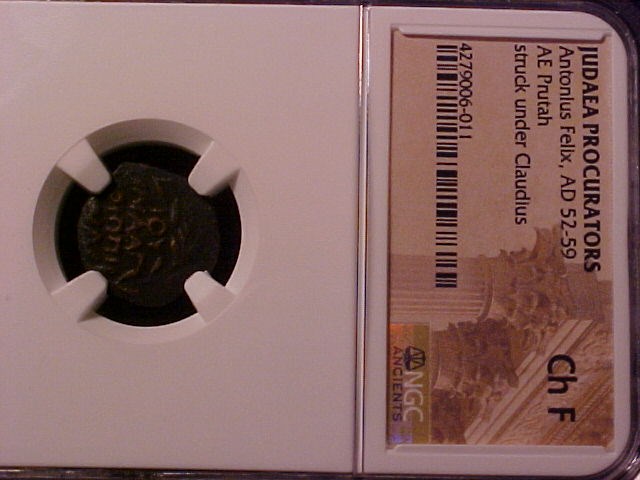 JUDAEA PROCURATORS
Antonius Felix, AD 52-59
AE Prutah
struck under Claudius
4279006-011
Ch F
NGC
ANCIENTS